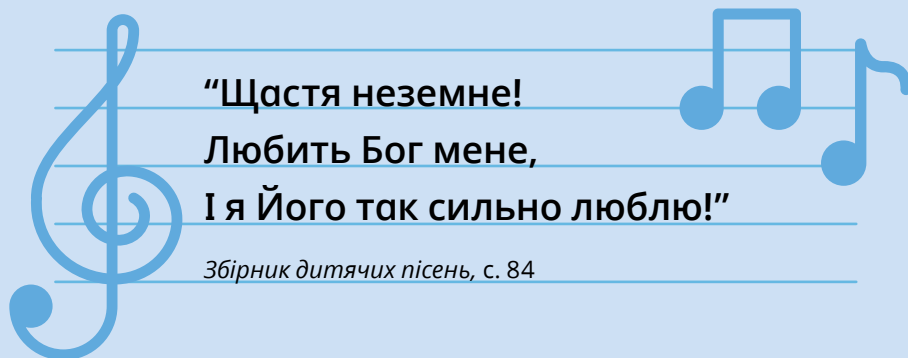 “Щастя неземне!
Любить Бог мене,
І я Його так сильно люблю!”
Збірник дитячих пісень, с. 84